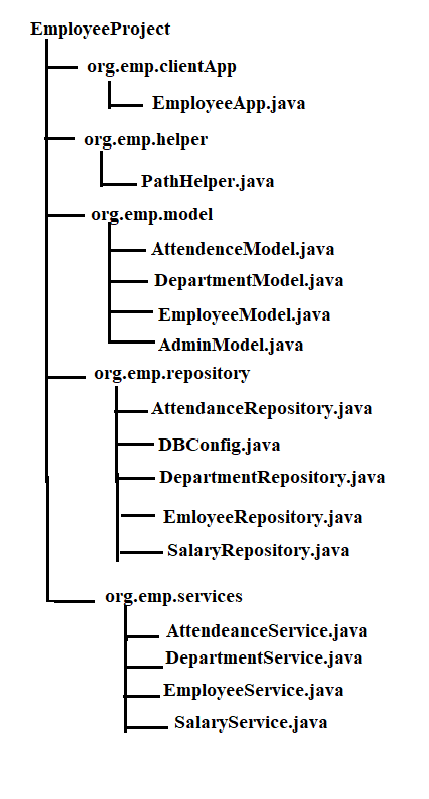 EmployeeProject
org.emp.clientApp
EmployeeApp.java
org.emp.helper
PathHelper.java
org.emp.model
AttendenceModel.java
DepartmentModel.java
EmployeeModel.java
AdminModel.java
org.emp.repository
AttendanceRepository.java
DBConfig.java
DepartmentRepository.java
EmloyeeRepository.java
SalaryRepository.java
org.emp.services
AttendeanceService.java
DepartmentService.java
EmployeeService.java
SalaryService.java